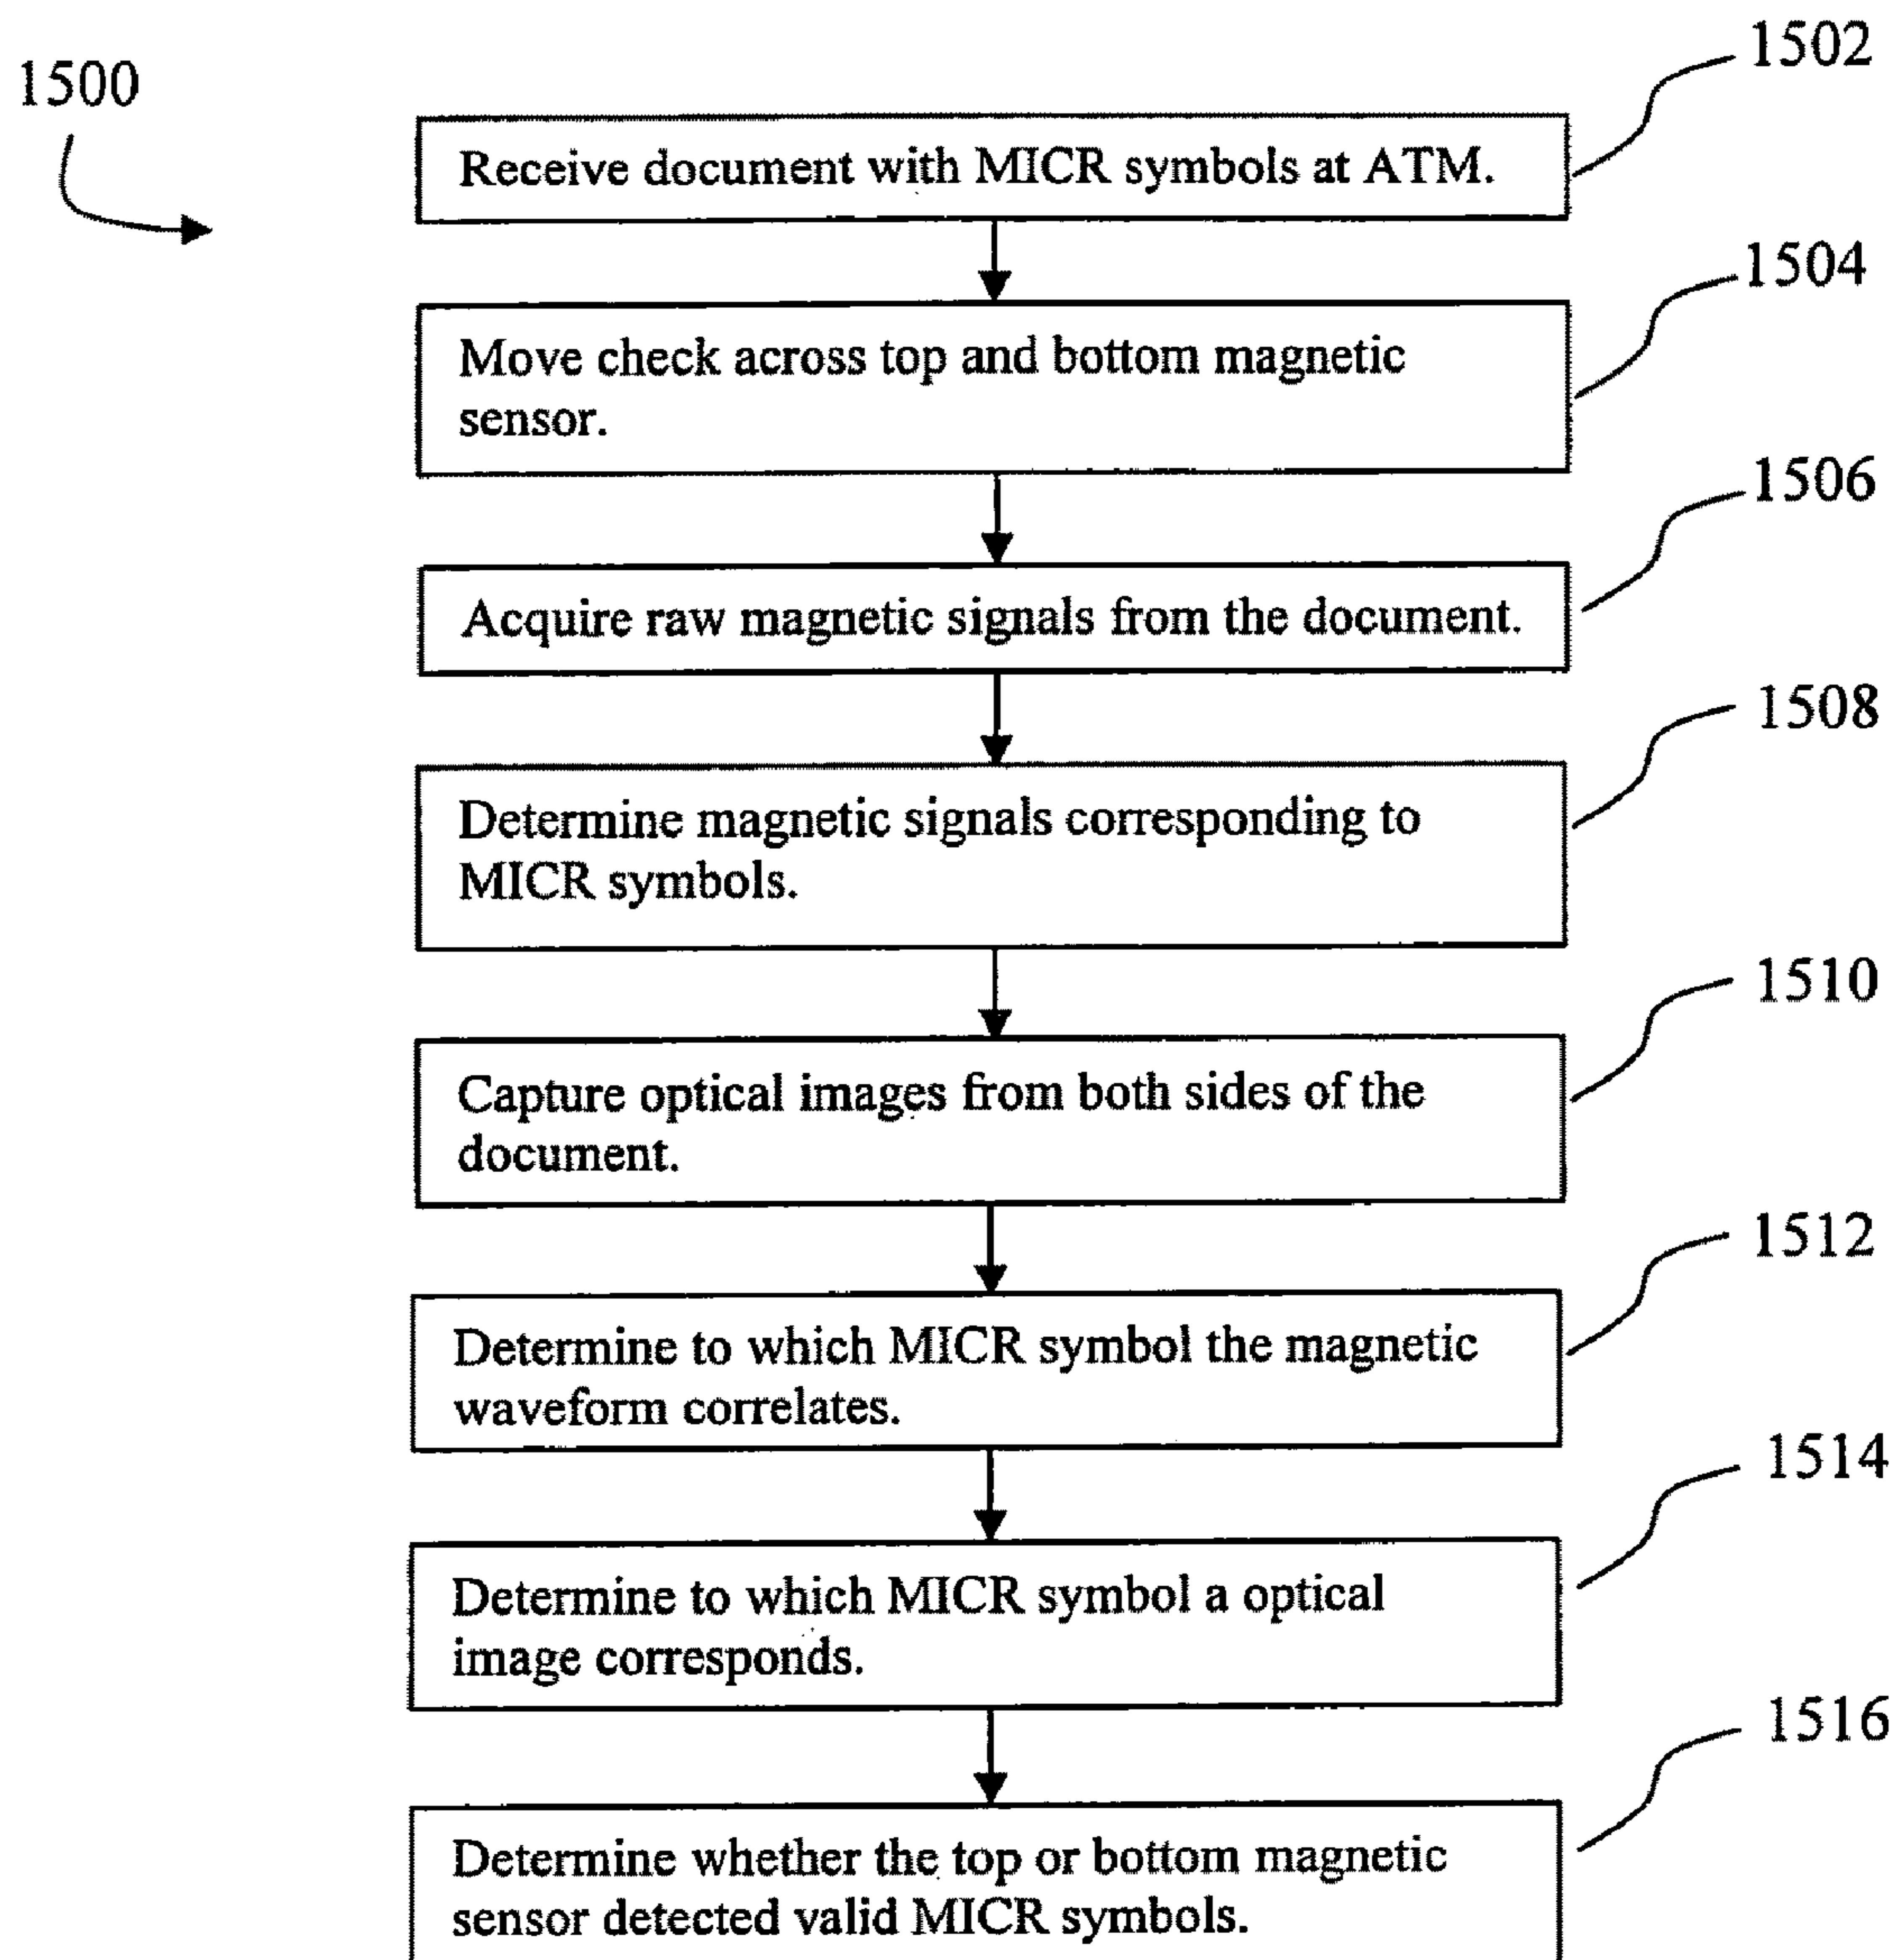 1500
1502
Receive document with MICR symbols at ATM.
1504
Move check across top and bottom magnetic
sensor.
1506
Acquire raw magnetic signals from the document.
1508
Determine magnetic signals corresponding to
MICR symbols.
1510
Capture optical images from both sides of the
document.
1512
Determine to which MICR symbol the magnetic
waveform correlates.
1514
Determine to which MICR symbol a optical
image corresponds.
1516
Determine whether the top or bottom magnetic
sensor detected valid MICR symbols.